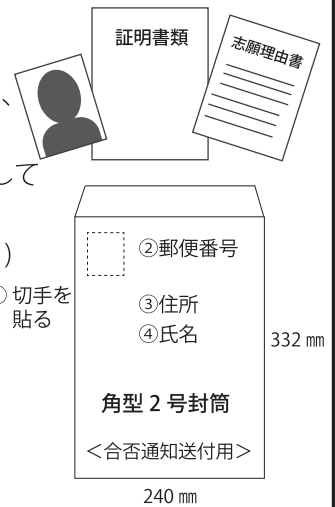 証明書類
志願理由書
、
して
)
切手を
貼る
②郵便番号
③住所
④氏名
332 ㎜
角型 2 号封筒
＜合否通知送付用＞
240 ㎜